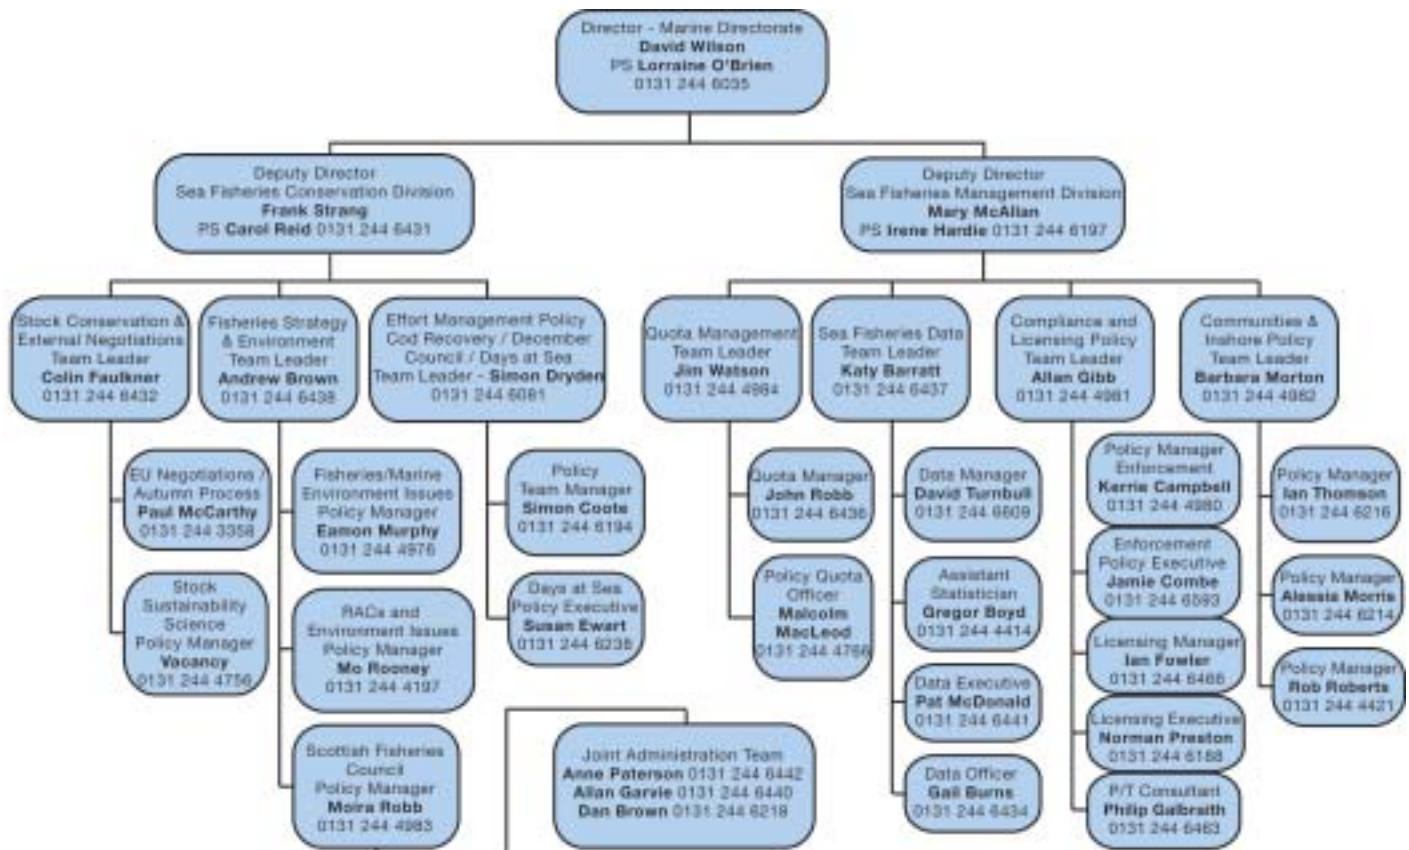 Director - Marine Directorate
David Wilson
PS Lorraine O'Brien
0131 244 6035
Deputy Director
Sea Fisheries Conservation Division
Frank Strang
PS Carol Reid 0131 244 6431
Deputy Director
Sea Fisheries Management Division
Mary McAllan
PS Irene Hardie 0131 244 6197
Stock Conservation &
External Negotiations
Team Leader
Colin Faulkner
0131 244 6432
Fisheries Strategy
& Environment
Team Leader
Andrew Brown
0131 244 6438
Effort Management Policy
Cod Recovery / December
Council / Days at Sea
Team Leader - Simon Dryden
0131 244 6081
Quota Management
Team Leader
Jim Watson
0131 244 4984
Sea Fisheries Data
Team Leader
Katy Barratt
0131 244 6437
Compliance and
Licensing Policy
Team Leader
Allan Gibb
0131 244 4981
Communities &
Inshore Policy
Team Leader
Barbara Morton
0131 244 4982
EU Negotiations /
Autumn Process
Paul McCarthy
0131 244 3358
Stock
Sustainability
Science
Policy Manager
Vacancy
0131 244 4756
Fisheries/Marine
Environment Issues
Policy Manager
Eamon Murphy
0131 244 4976
RACs and
Environment Issues
Policy Manager
Mo Rooney
0131 244 4197
Scottish Fisheries
Council
Policy Manager
Moira Robb
0131 244 4983
Policy
Team Manager
Simon Coote
0131 244 6194
Days at Sea
Policy Executive
Susan Ewart
0131 244 6238
Joint Administration Team
Anne Paterson 0131 244 6442
Allan Garvie 0131 244 6440
Dan Brown 0131 244 6218
Quota Manager
John Robb
0131 244 6436
Policy Quota
Officer
Malcolm
MacLeod
0131 244 4766
Data Manager
David Turnbull
0131 244 6609
Assistant
Statistician
Gregor Boyd
0131 244 4414
Data Executive
Pat McDonald
0131 244 6441
Data Officer
Gail Burns
0131 244 6434
Policy Manager
Enforcement
Kerrie Campbell
0131 244 4980
Enforcement
Policy Executive
Jamie Combe
0131 244 6593
Licensing Manager
Ian Fowler
0131 244 6466
Licensing Executive
Norman Preston
0131 244 6188
P/T Consultant
Philip Galbraith
0131 244 6463
Policy Manager
Ian Thomson
0131 244 6216
Policy Manager
Alessia Morris
0131 244 6214
Policy Manager
Rob Roberts
0131 244 4421